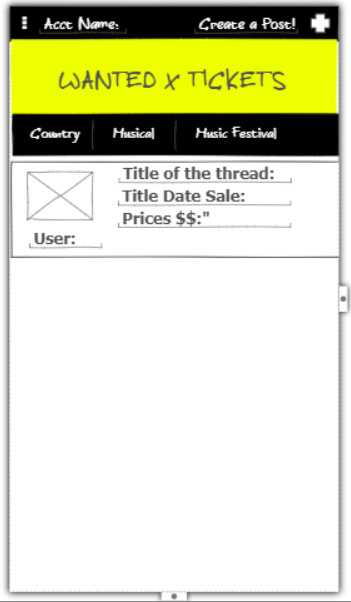 Acct Name: Create a Post!
WANTED X TICKETS
Country Musical Music Festival
Title of the thread:
Title Date Sale:
Prices $$:"
User: